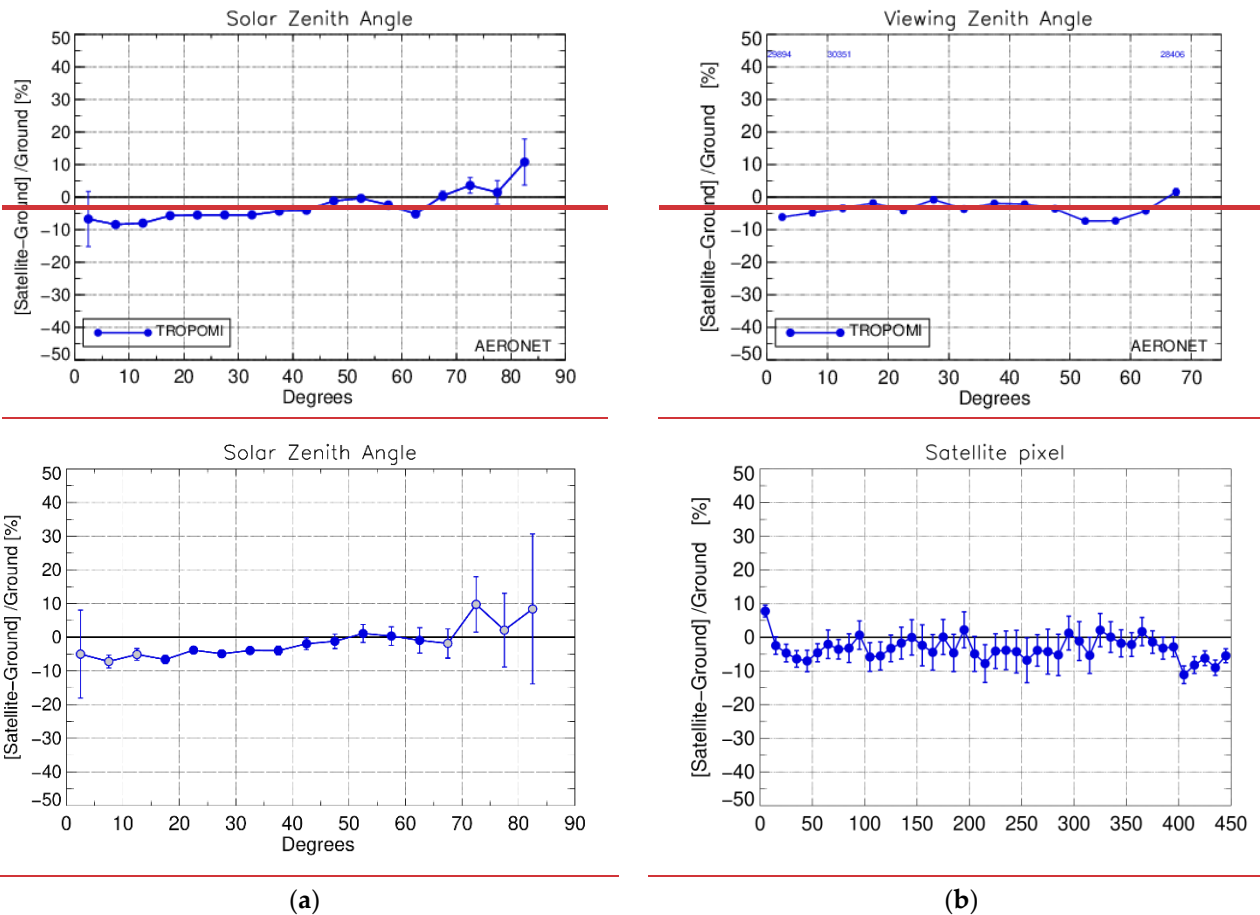 Solar Zenith Angle
[Satellite−Ground] /Ground [%]
50
40
30
20
10
0
−10
−20
−30
−40
−50
TROPOMI
AERONET
0 10 20 30 40 50 60 70 80 90
Degrees
Viewing Zenith Angle
[Satellite−Ground] /Ground [%]
50
40
30
20
10
0
−10
−20
−30
−40
−50
29894 30351 28406
TROPOMI
AERONET
0 10 20 30 40 50 60 70
Degrees
Solar Zenith Angle
[Satellite−Ground] /Ground [%]
50
40
30
20
10
0
−10
−20
−30
−40
−50
0 10 20 30 40 50 60 70 80 90
Degrees
Satellite pixel
[Satellite−Ground] /Ground [%]
50
40
30
20
10
0
−10
−20
−30
−40
−50
0 50 100 150 200 250 300 350 400 450
(a)
(b)